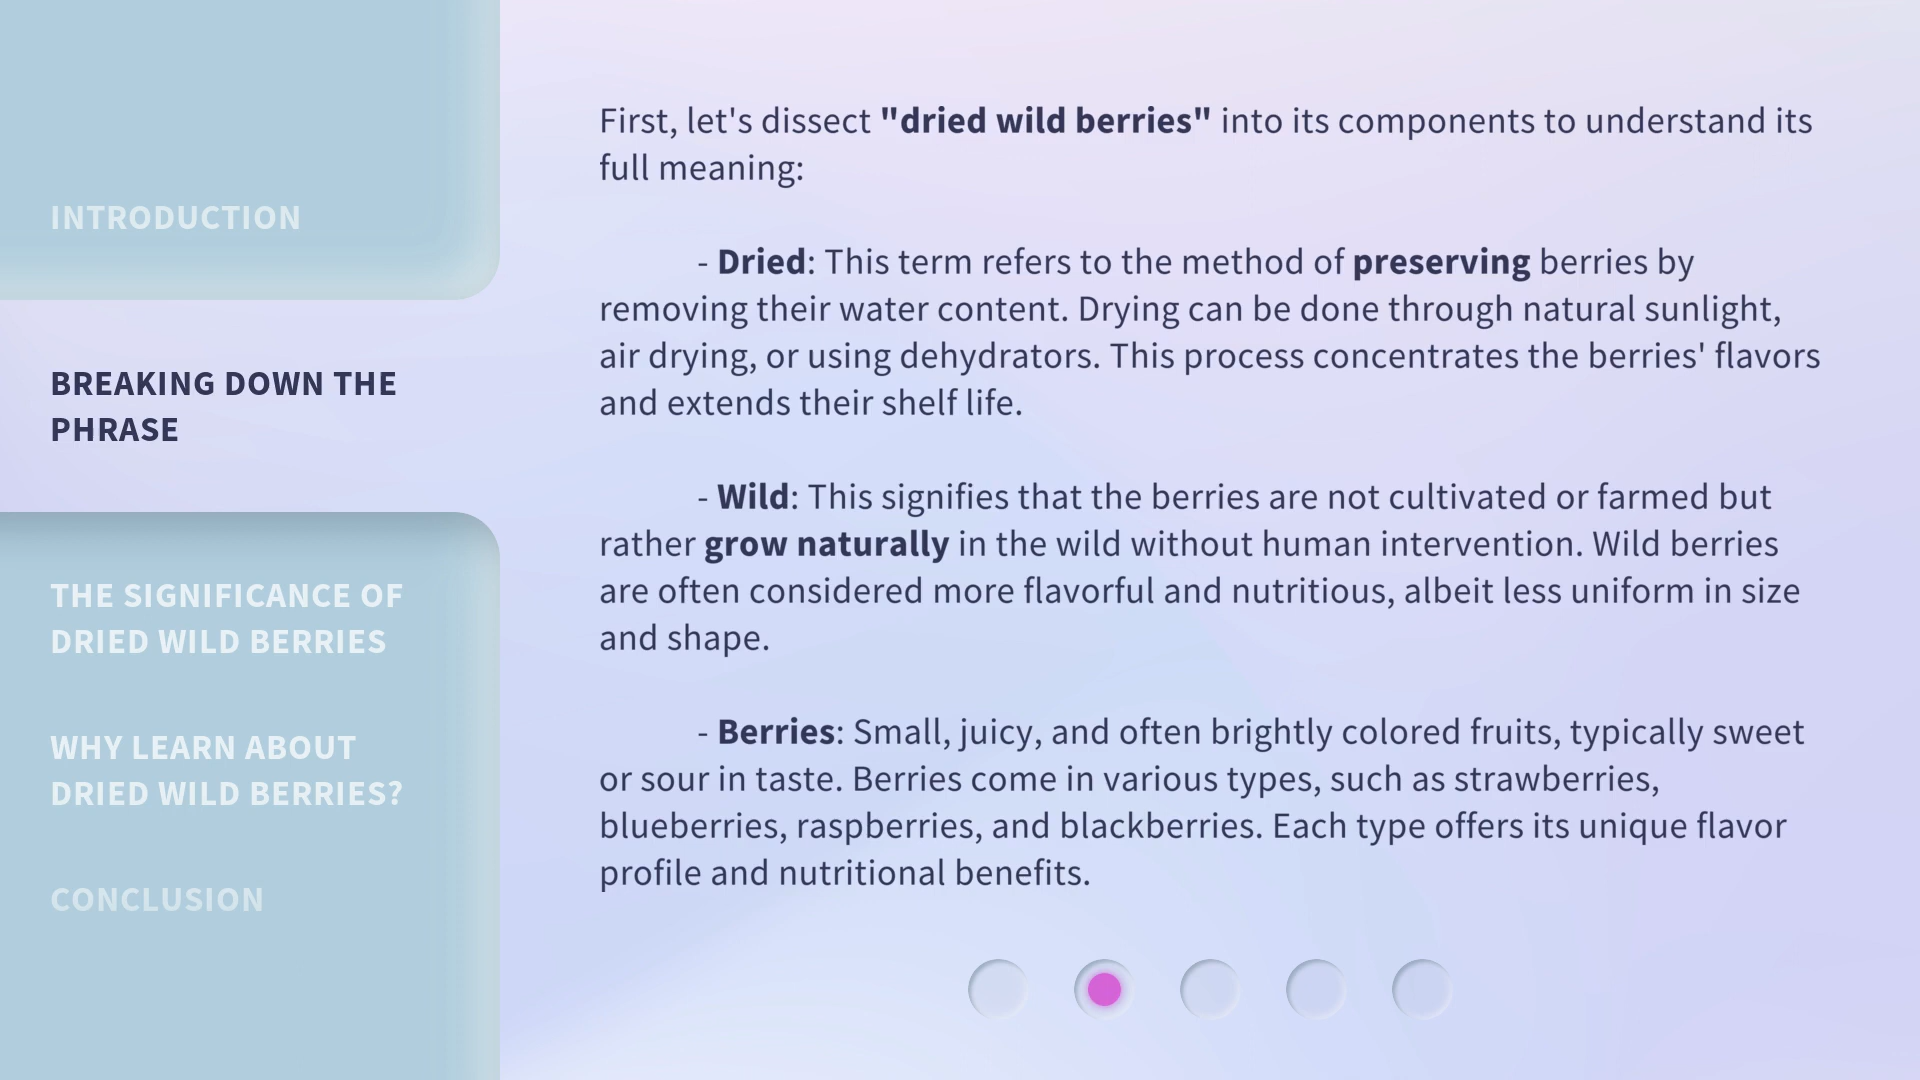 INTRODUCTION
BREAKING DOWN THE
PHRASE
THE SIGNIFICANCE OF
DRIED WILD BERRIES
WHY LEARN ABOUT
DRIED WILD BERRIES?
CONCLUSION
First, let's dissect "dried wild berries" into its components to understand its
full meaning:
- Dried: This term refers to the method of preserving berries by
removing their water content. Drying can be done through natural sunlight,
air drying, or using dehydrators. This process concentrates the berries' flavors
and extends their shelf life.
- Wild: This signifies that the berries are not cultivated or farmed but
rather grow naturally in the wild without human intervention. Wild berries
are often considered more flavorful and nutritious, albeit less uniform in size
and shape.
- Berries: Small, juicy, and often brightly colored fruits, typically sweet
or sour in taste. Berries come in various types, such as strawberries,
blueberries, raspberries, and blackberries. Each type offers its unique flavor
profile and nutritional benefits.